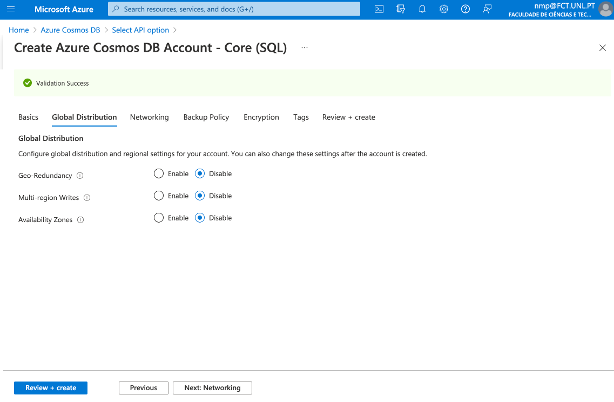 Microsoft Azure
Search resources, services, and docs (G+/)
nmp@FCT.UNL.PT
FACULDADE DE CIÊNCIAS E TEC...
Home > Azure Cosmos DB > Select API option >
Create Azure Cosmos DB Account - Core (SQL) ...
Validation Success
Basics Global Distribution Networking Backup Policy Encryption Tags Review + create
Global Distribution
Configure global distribution and regional settings for your account. You can also change these settings after the account is created.
Geo-Redundancy Enable Disable
Multi-region Writes Enable Disable
Availability Zones Enable Disable
Review + create Previous Next: Networking